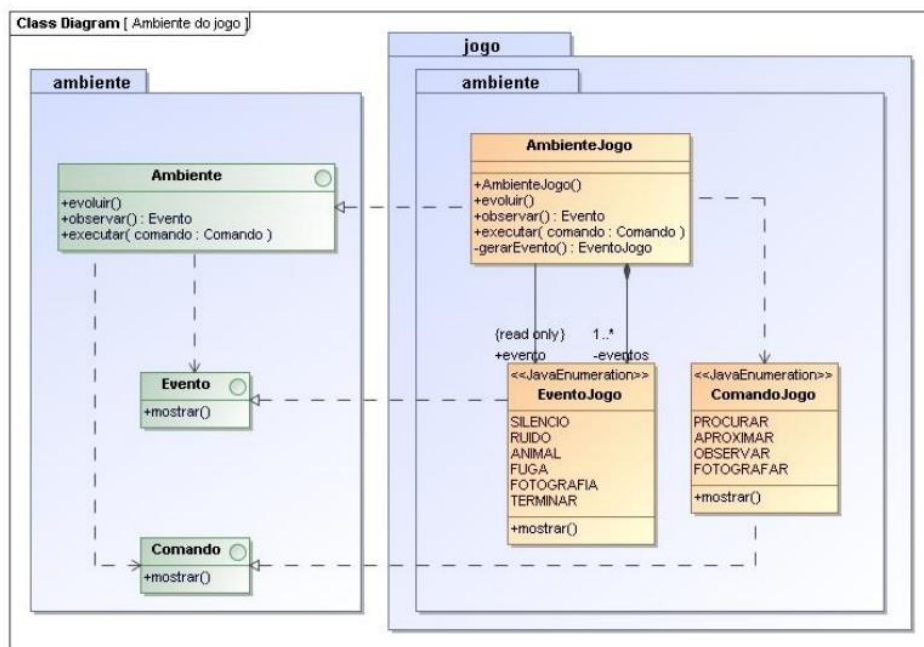 Class Diagram [ Ambiente do jogo ]
ambiente
Ambiente
+evoluir()
+observar() : Evento
+executar( comando : Comando )
Evento
+mostrar()
Comando
+mostrar()
jogo
ambiente
AmbienteJogo
+AmbienteJogo()
+evoluir()
+observar() : Evento
+executar( comando : Comando )
-gerarEvento() : EventoJogo
{read only}
+evento
1..*
-eventos
<<JavaEnumeration>>
EventoJogo
SILENCIO
RUIDO
ANIMAL
FUGA
FOTOGRAFIA
TERMINAR
+mostrar()
<<JavaEnumeration>>
ComandoJogo
PROCURAR
APROXIMAR
OBSERVAR
FOTOGRAFAR
+mostrar()